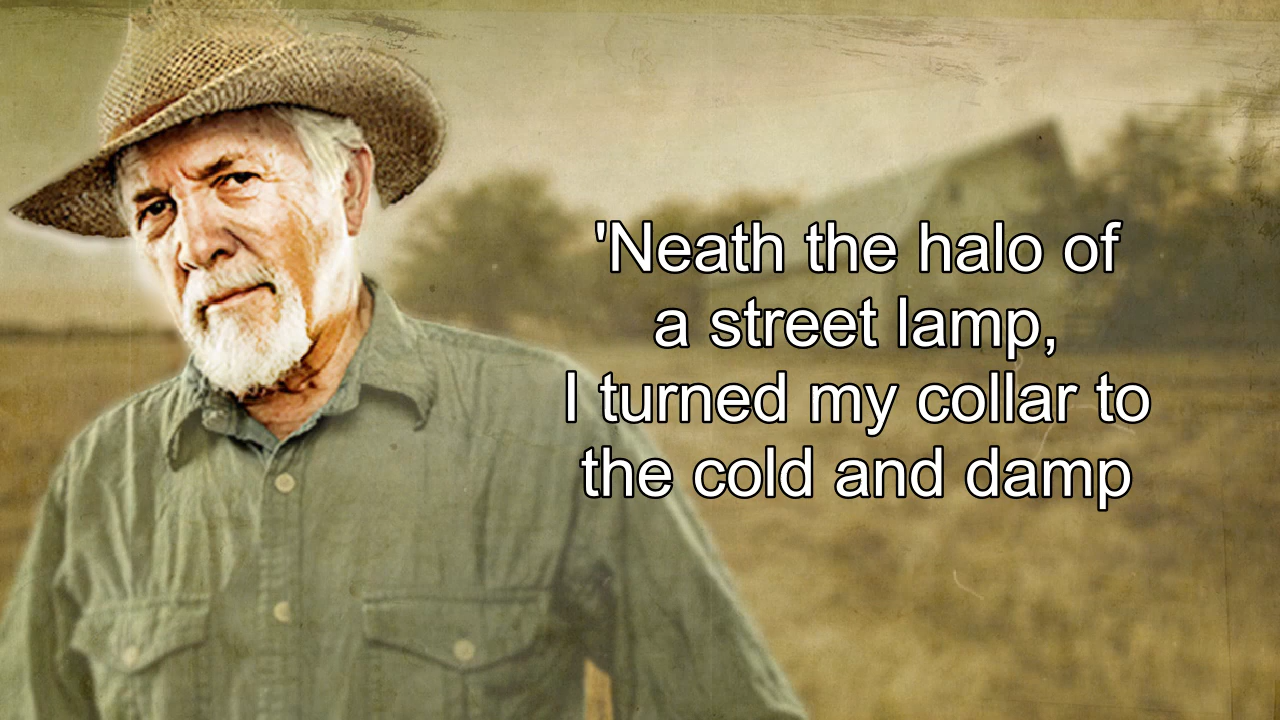 'Neath the halo of
a street lamp,
I turned my collar to
the cold and damp